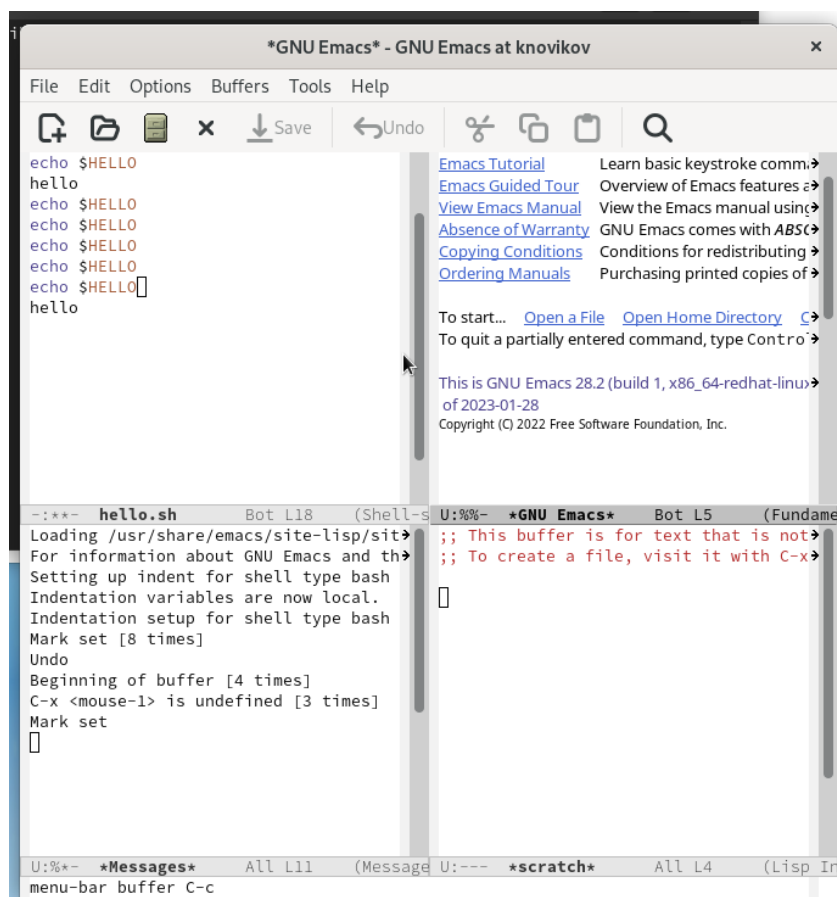 *GNU Emacs* - GNU Emacs at knovikov
File Edit Options Buffers Tools Help
Save Undo
echo $HELLO
hello
echo $HELLO
echo $HELLO
echo $HELLO
echo $HELLO
echo $HELLO
hello
-:**- hello.sh Bot L18 (Shell-s
Emacs Tutorial Learn basic keystroke comm
Emacs Guided Tour Overview of Emacs features a
View Emacs Manual View the Emacs manual using
Absence of Warranty GNU Emacs comes with ABSO
Copying Conditions Conditions for redistributing
Ordering Manuals Purchasing printed copies of
To start... Open a File Open Home Directory C
To quit a partially entered command, type Contro
This is GNU Emacs 28.2 (build 1, x86_64-redhat-linux
of 2023-01-28
Copyright (C) 2022 Free Software Foundation, Inc.
U:%%- *GNU Emacs* Bot L5 (Fundame
Loading /usr/share/emacs/site-lisp/sit
For information about GNU Emacs and th
Setting up indent for shell type bash
Indentation variables are now local.
Indentation setup for shell type bash
Mark set [8 times]
Undo
Beginning of buffer [4 times]
C-x <mouse-1> is undefined [3 times]
Mark set
U:%*- *Messages* All L11 (Message
;; This buffer is for text that is not
;; To create a file, visit it with C-x
U:--- *scratch* All L4 (Lisp In
menu-bar buffer C-c